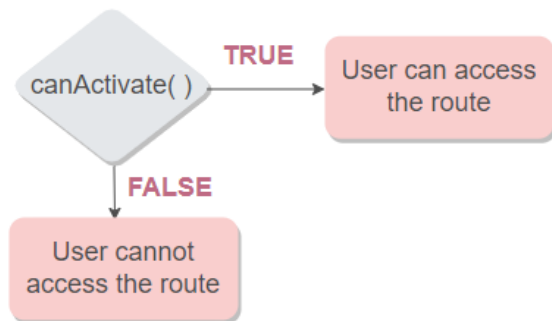 canActivate( )
TRUE
User can access
the route
FALSE
User cannot
access the route